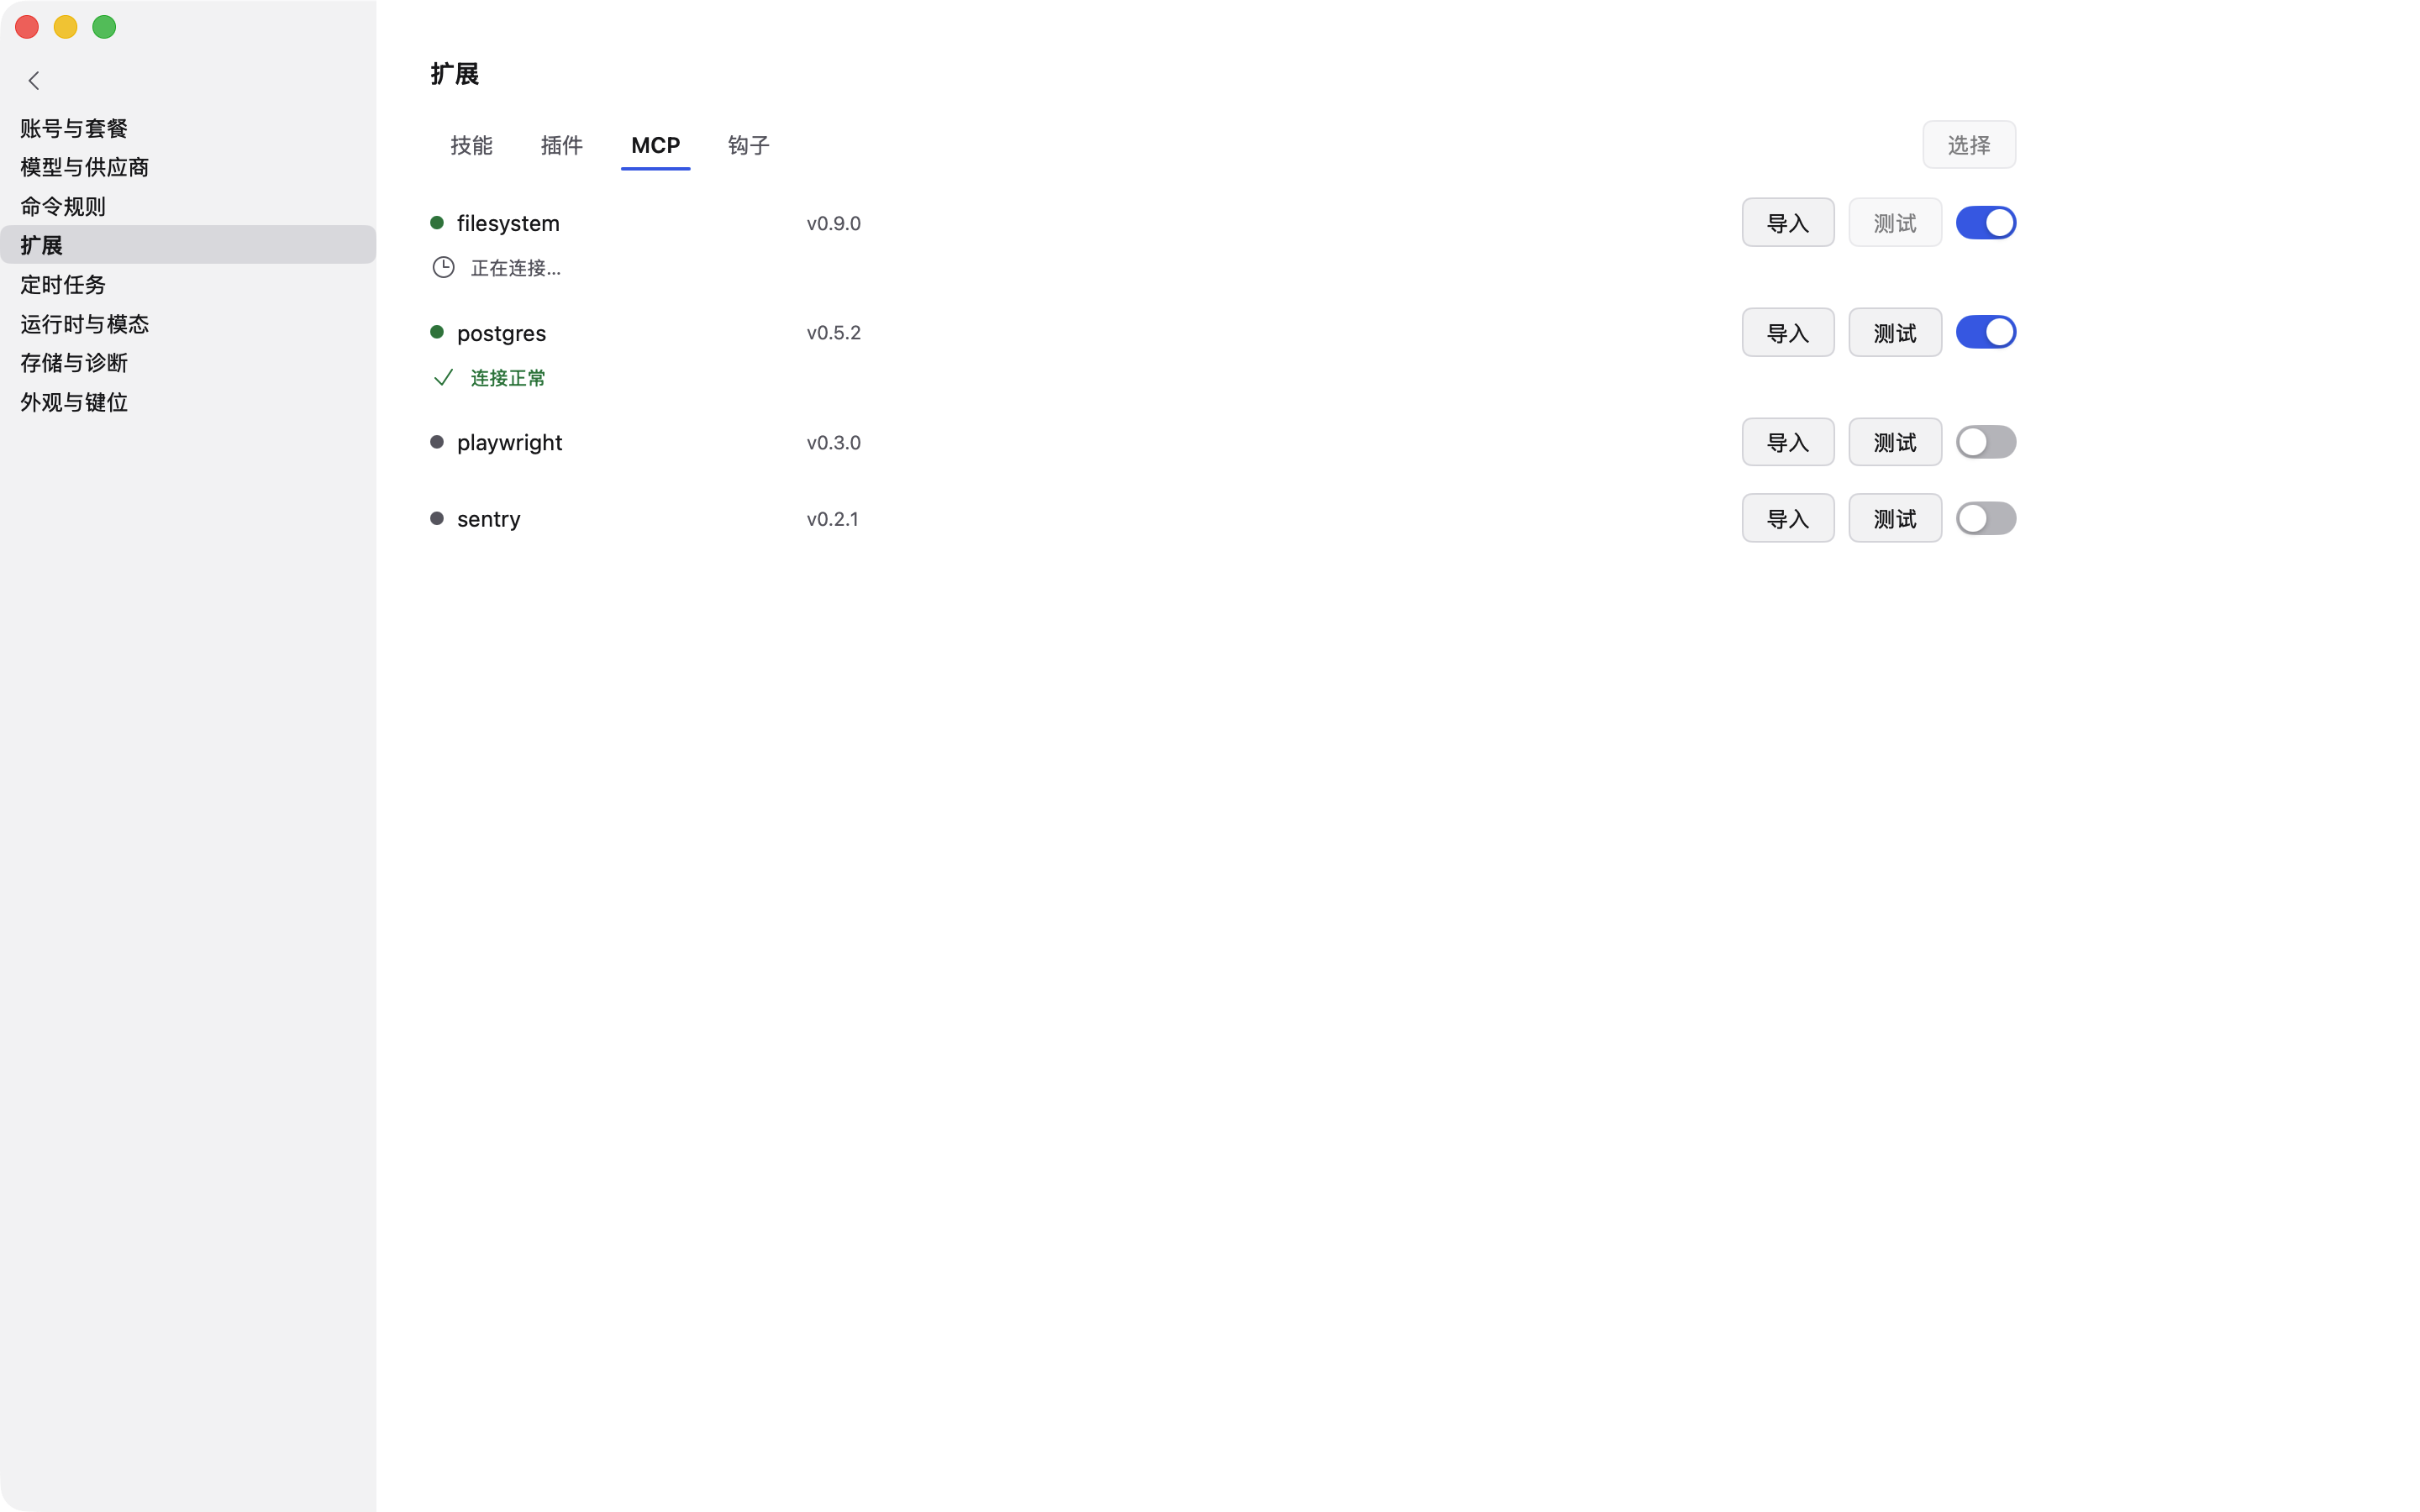 账号与套餐
模型与供应商
命令规则
扩展
定时任务
运行时与模态
存储与诊断
外观与键位
扩展
技能 插件 MCP 钩子 选择
filesystem v0.9.0 导入 测试
正在连接...
postgres v0.5.2 导入 测试
连接正常
playwright v0.3.0 导入 测试
sentry v0.2.1 导入 测试